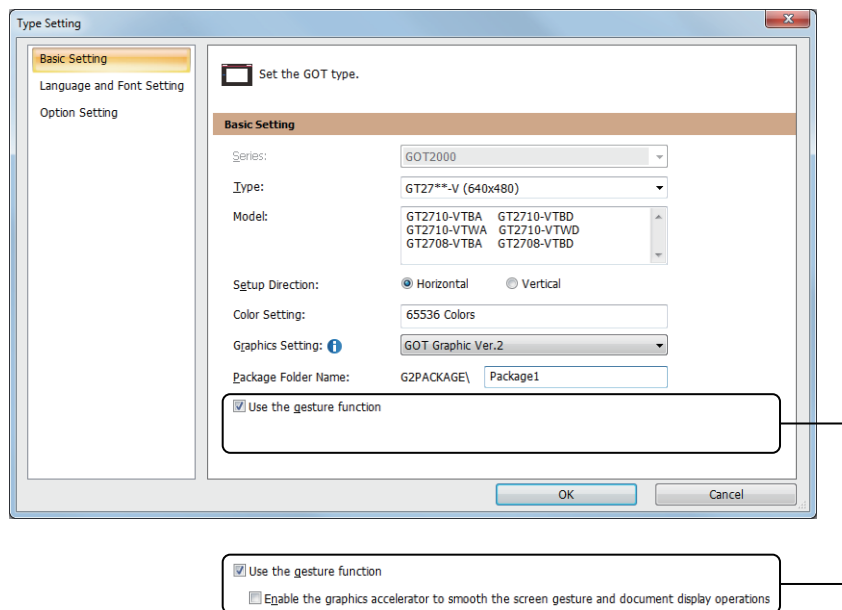 Type Setting
Basic Setting
Language and Font Setting
Option Setting
Set the GOT type.
Basic Setting
Series: GOT2000
Type: GT27**-V (640x480)
Model: GT2710-VTBA GT2710-VTBD
GT2710-VTWA GT2710-VTWD
GT2708-VTBA GT2708-VTBD
Setup Direction: Horizontal Vertical
Color Setting: 65536 Colors
Graphics Setting: GOT Graphic Ver.2
Package Folder Name: G2PACKAGE\ Package1
Use the gesture function
OK Cancel
Use the gesture function
Enable the graphics accelerator to smooth the screen gesture and document display operations